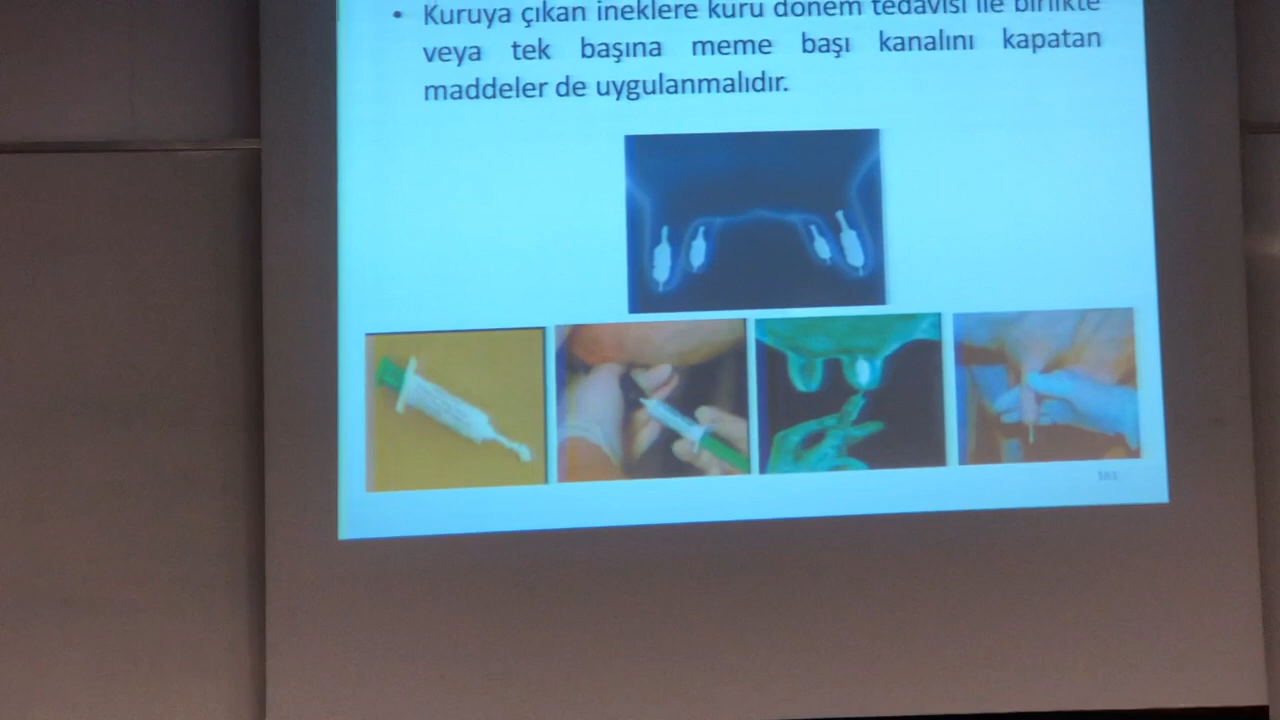 • Kuruya çıkan ineklere kuru dönem tedavisi ile birlikte
veya tek başına meme başı kanalını kapatan
maddeler de uygulanmalıdır.